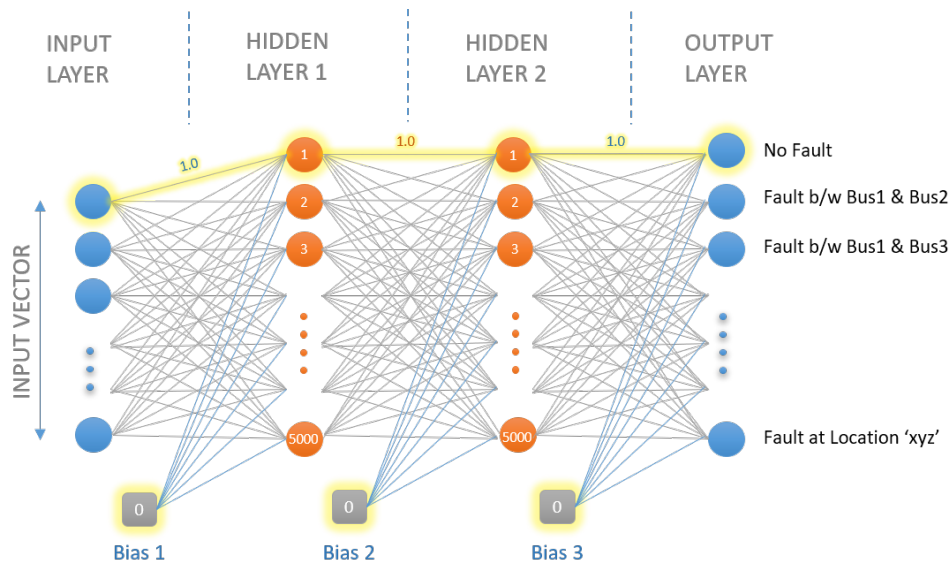 INPUT
LAYER
HIDDEN
LAYER 1
HIDDEN
LAYER 2
OUTPUT
LAYER
1.0
1.0
1.0
1
1
No Fault
2
2
Fault b/w Bus1 & Bus2
3
3
Fault b/w Bus1 & Bus3
INPUT VECTOR
5000
5000
Fault at Location ‘xyz’
0
0
0
Bias 1
Bias 2
Bias 3